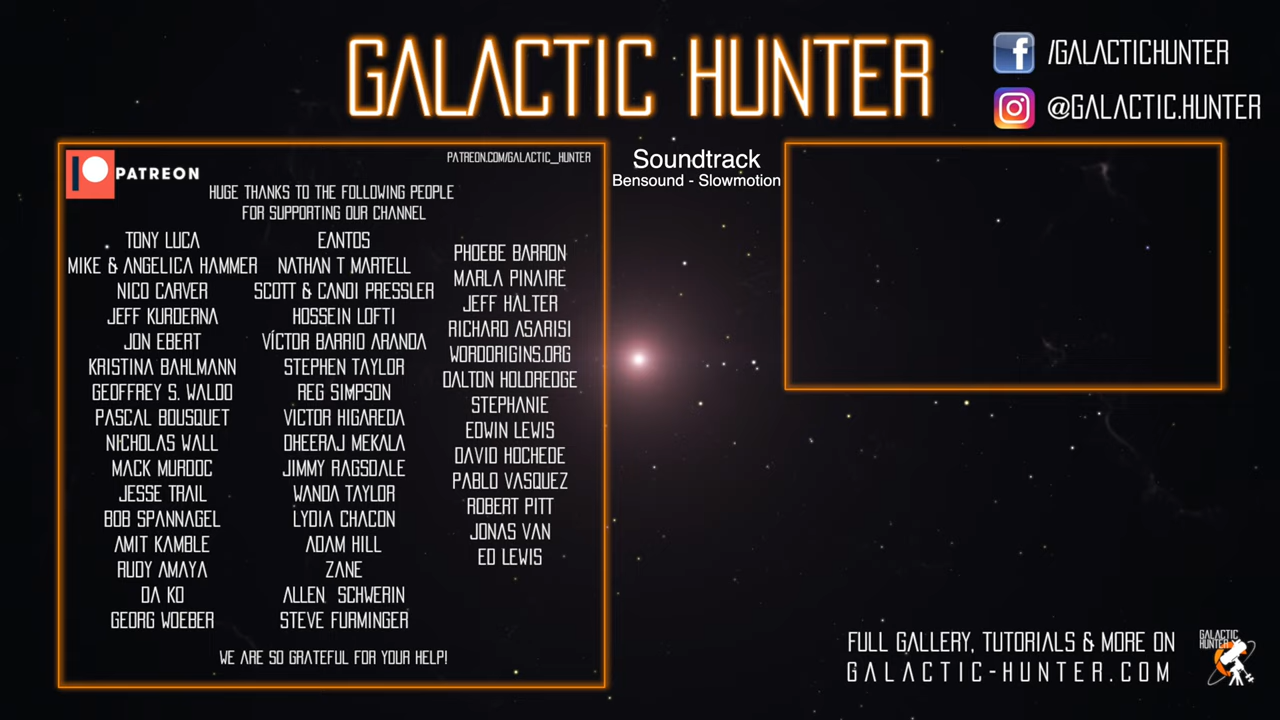 GALACTIC HUNTER
/GALACTICHUNTER
@GALACTIC.HUNTER
PATREON
PATREON.COM/GALACTIC_HUNTER
HUGE THANKS TO THE FOLLOWING PEOPLE
FOR SUPPORTING OUR CHANNEL
TONY LUCA
MIKE & ANGELICA HAMMER
NICO CARVER
JEFF KURDERNA
JON EBERT
KRISTINA BAHLMANN
GEOFFREY S. WALDO
PASCAL BOUSQUET
NICHOLAS WALL
MACK MURDOC
JESSE TRAIL
BOB SPANNAGEL
AMIT KAMBLE
RUDY AMAYA
DA KO
GEORG WOEBER
EANTOS
NATHAN T MARTELL
SCOTT & CANDI PRESSLER
HOSSEIN LOFTI
VÍCTOR BARRIO ARANDA
STEPHEN TAYLOR
REG SIMPSON
VICTOR HIGAREDA
DHEERAJ MEKALA
JIMMY RAGSDALE
WANDA TAYLOR
LYDIA CHACON
ADAM HILL
ZANE
ALLEN SCHWERIN
STEVE FURMINGER
PHOEBE BARRON
MARLA PINAIRE
JEFF HALTER
RICHARD ASARISI
WORDORIGINS.ORG
DALTON HOLDREDGE
STEPHANIE
EDWIN LEWIS
DAVID HOCHEDE
PABLO VASQUEZ
ROBERT PITT
JONAS VAN
ED LEWIS
WE ARE SO GRATEFUL FOR YOUR HELP!
Soundtrack
Bensound - Slowmotion
FULL GALLERY, TUTORIALS & MORE ON
GALACTIC-HUNTER.COM
GALACTIC
HUNTER